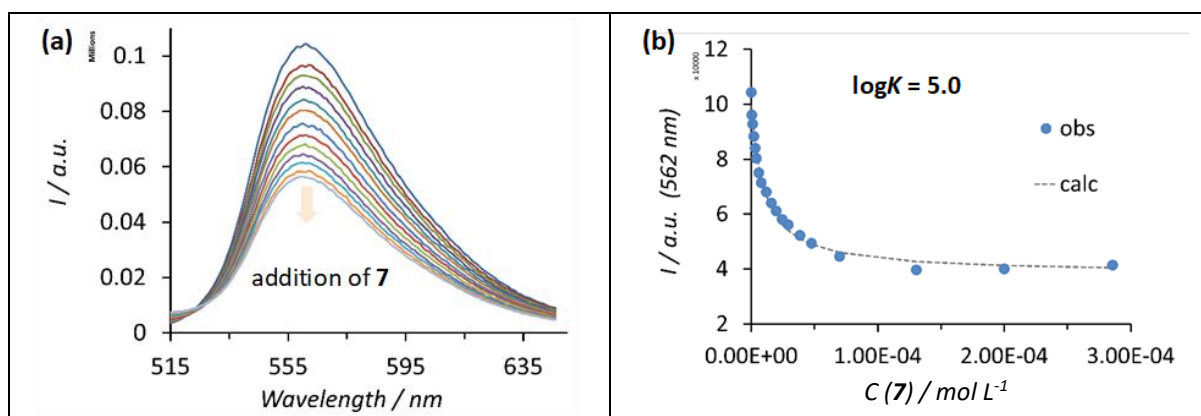 (a)
Millions
I / a.u.
0.1
0.08
0.06
0.04
0.02
0
addition of 7
515
555
595
635
Wavelength / nm
(b)
x 10000
I / a.u. (562 nm)
12
10
8
6
4
2
logK = 5.0
obs
calc
0.00E+00
1.00E-04
2.00E-04
3.00E-04
C (7) / mol L-1